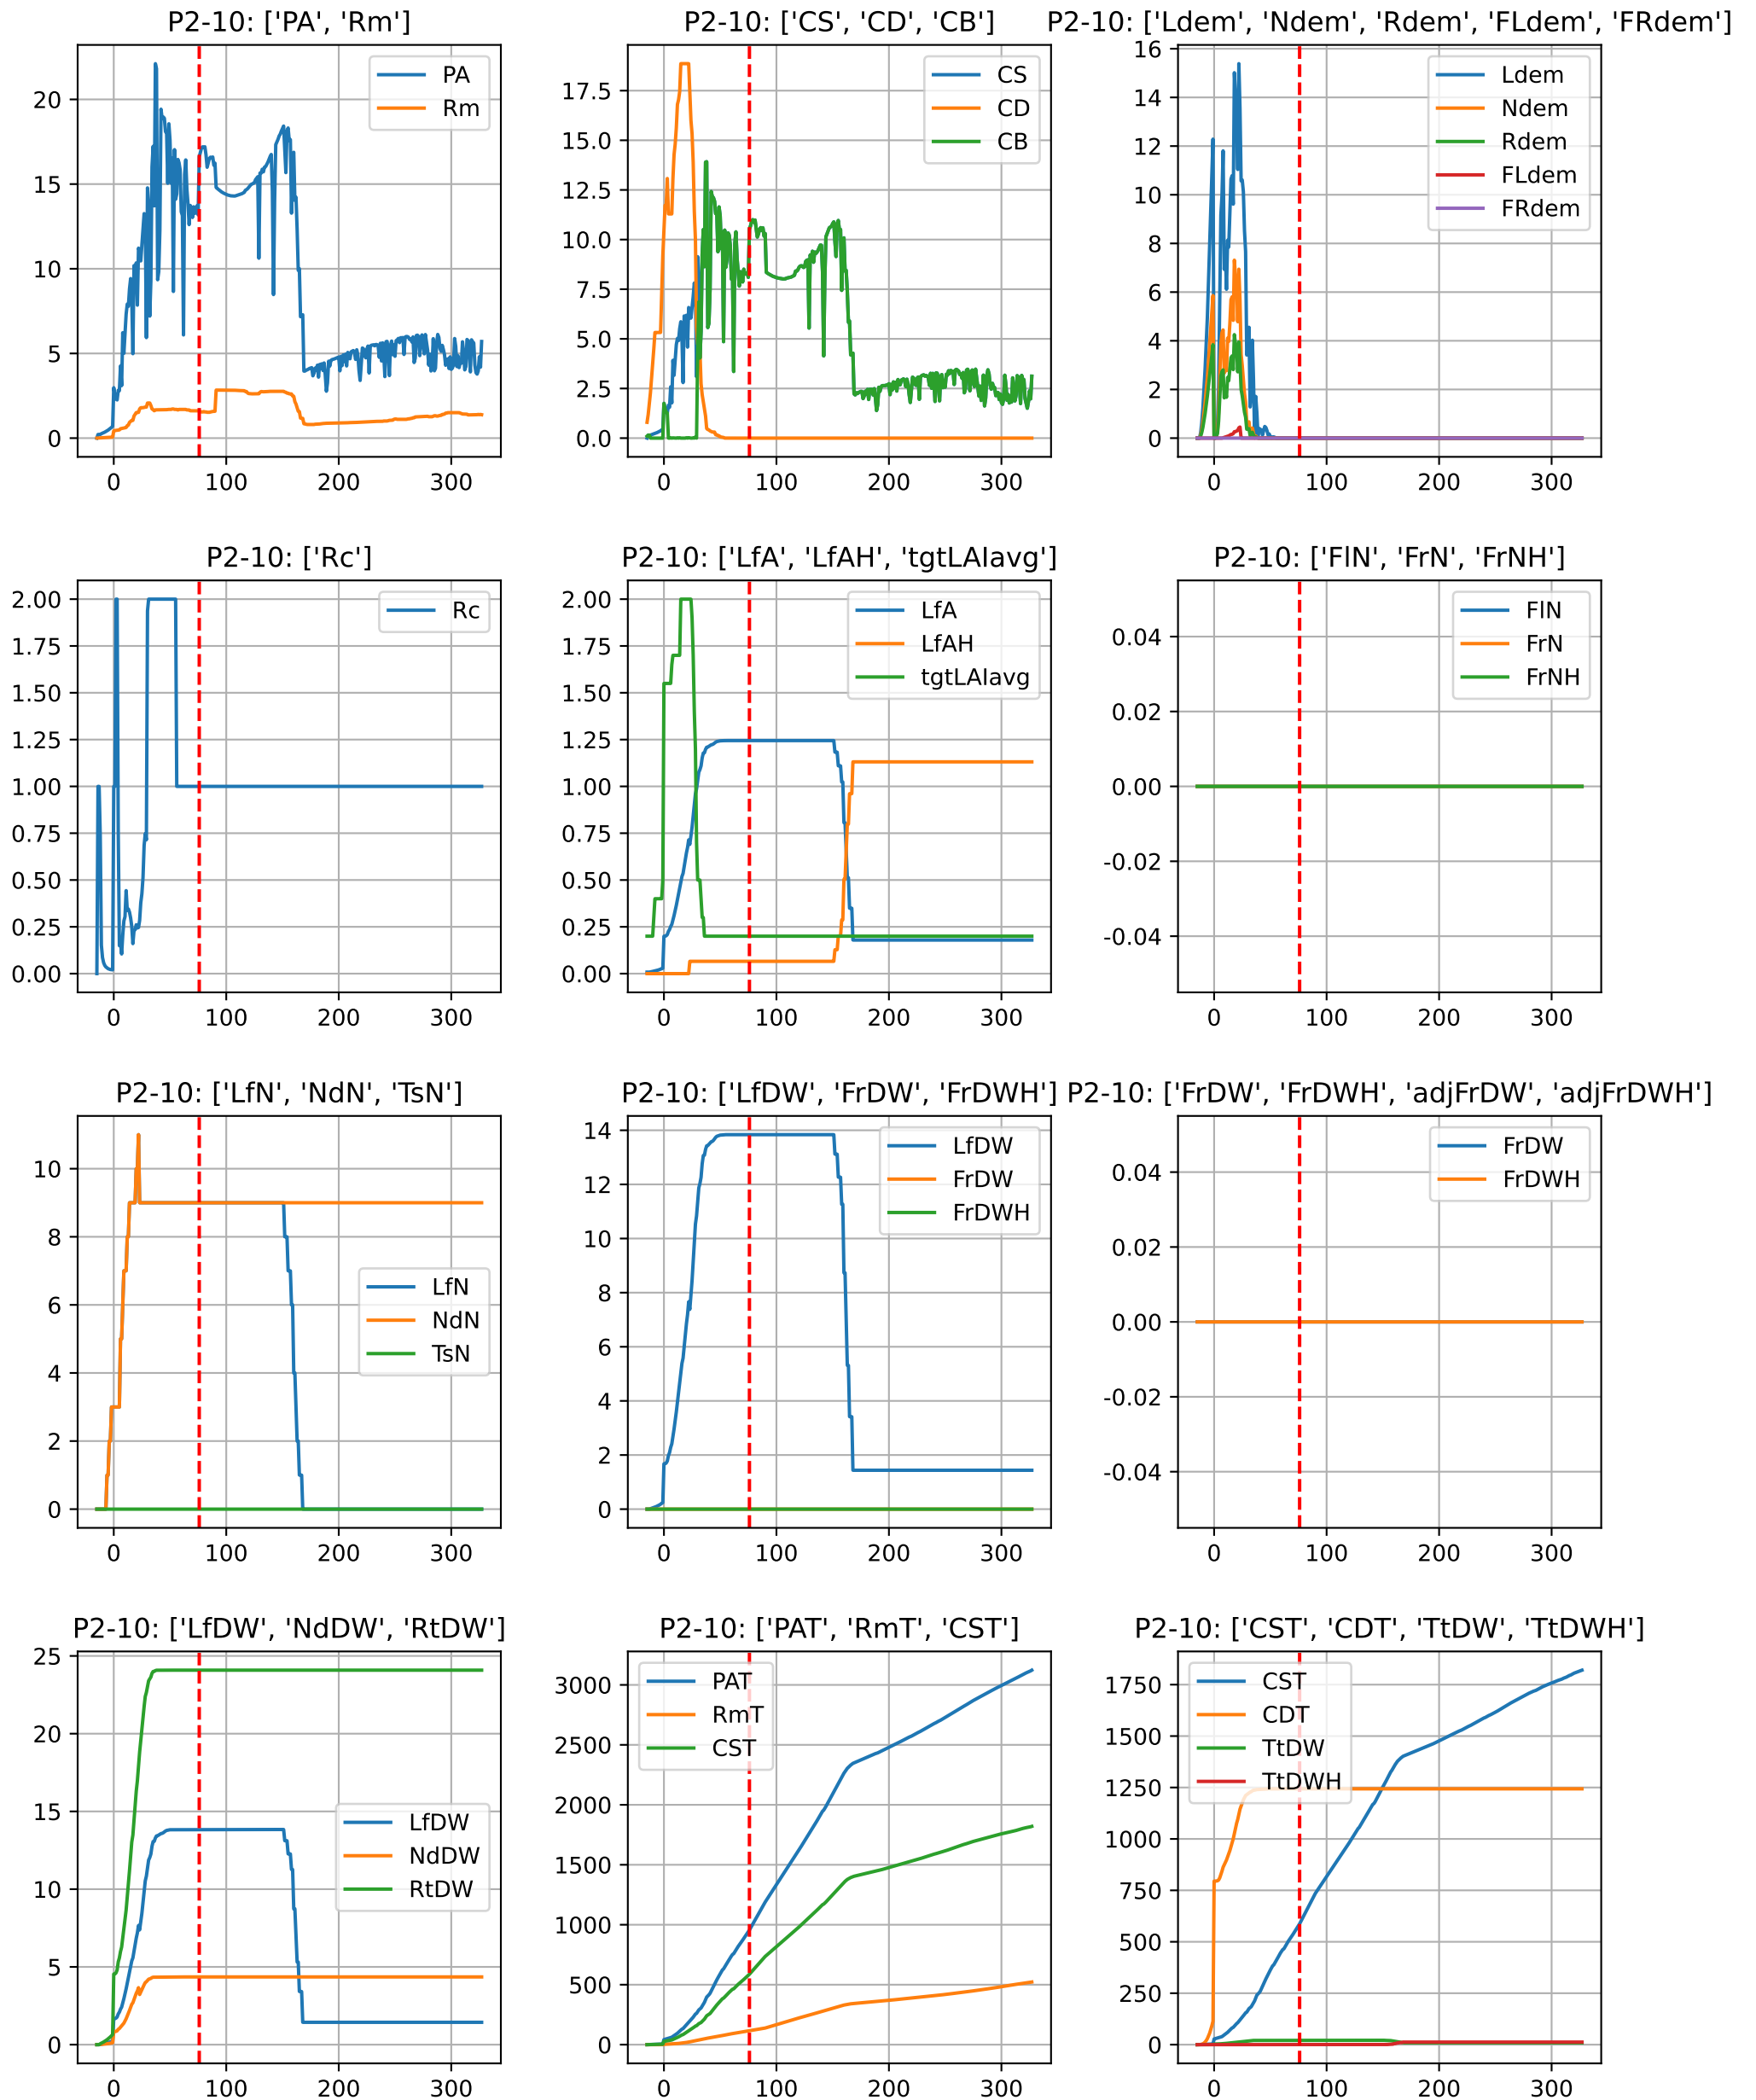 P2-10: ['PA', 'Rm']
PA
Rm
20
15
10
5
0
0 100 200 300
P2-10: ['CS', 'CD', 'CB']
CS
CD
CB
17.5
15.0
12.5
10.0
7.5
5.0
2.5
0.0
0 100 200 300
P2-10: ['Ldem', 'Ndem', 'Rdem', 'FLdem', 'FRdem']
Ldem
Ndem
Rdem
FLdem
FRdem
16
14
12
10
8
6
4
2
0
0 100 200 300
P2-10: ['Rc']
Rc
2.00
1.75
1.50
1.25
1.00
0.75
0.50
0.25
0.00
0 100 200 300
P2-10: ['LfA', 'LfAH', 'tgtLAIavg']
LfA
LfAH
tgtLAIavg
2.00
1.75
1.50
1.25
1.00
0.75
0.50
0.25
0.00
0 100 200 300
P2-10: ['FlN', 'FrN', 'FrNH']
FlN
FrN
FrNH
0.04
0.02
0.00
-0.02
-0.04
0 100 200 300
P2-10: ['LfN', 'NdN', 'TsN']
LfN
NdN
TsN
10
8
6
4
2
0
0 100 200 300
P2-10: ['LfDW', 'FrDW', 'FrDWH']
LfDW
FrDW
FrDWH
14
12
10
8
6
4
2
0
0 100 200 300
P2-10: ['FrDW', 'FrDWH', 'adjFrDW', 'adjFrDWH']
FrDW
FrDWH
0.04
0.02
0.00
-0.02
-0.04
0 100 200 300
P2-10: ['LfDW', 'NdDW', 'RtDW']
LfDW
NdDW
RtDW
25
20
15
10
5
0
0 100 200 300
P2-10: ['PAT', 'RmT', 'CST']
PAT
RmT
CST
3000
2500
2000
1500
1000
500
0
0 100 200 300
P2-10: ['CST', 'CDT', 'TtDW', 'TtDWH']
CST
CDT
TtDW
TtDWH
1750
1500
1250
1000
750
500
250
0
0 100 200 300